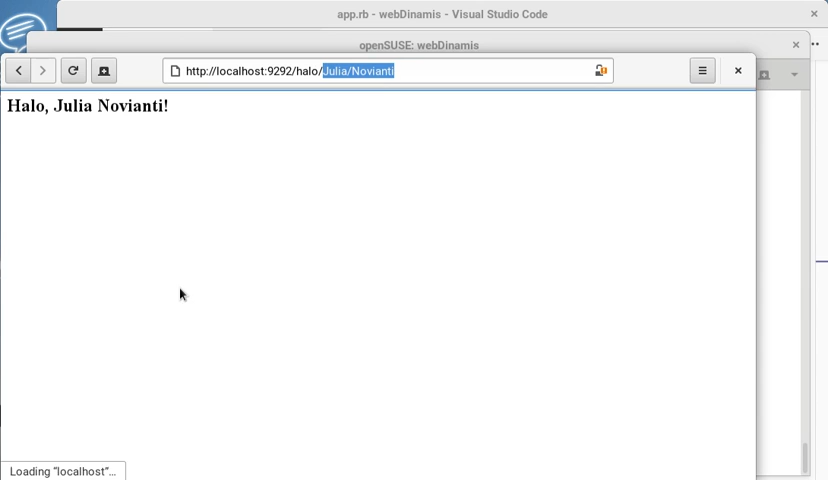 app.rb - webDinamis - Visual Studio Code
openSUSE: webDinamis
http://localhost:9292/halo/Julia/Novianti
Halo, Julia Novianti!
Loading "localhost"...